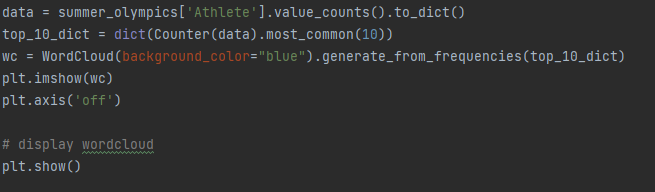 data = summer_olympics['Athlete'].value_counts().to_dict()
top_10_dict = dict(Counter(data).most_common(10))
wc = WordCloud(background_color="blue").generate_from_frequencies(top_10_dict)
plt.imshow(wc)
plt.axis('off')
# display wordcloud
plt.show()